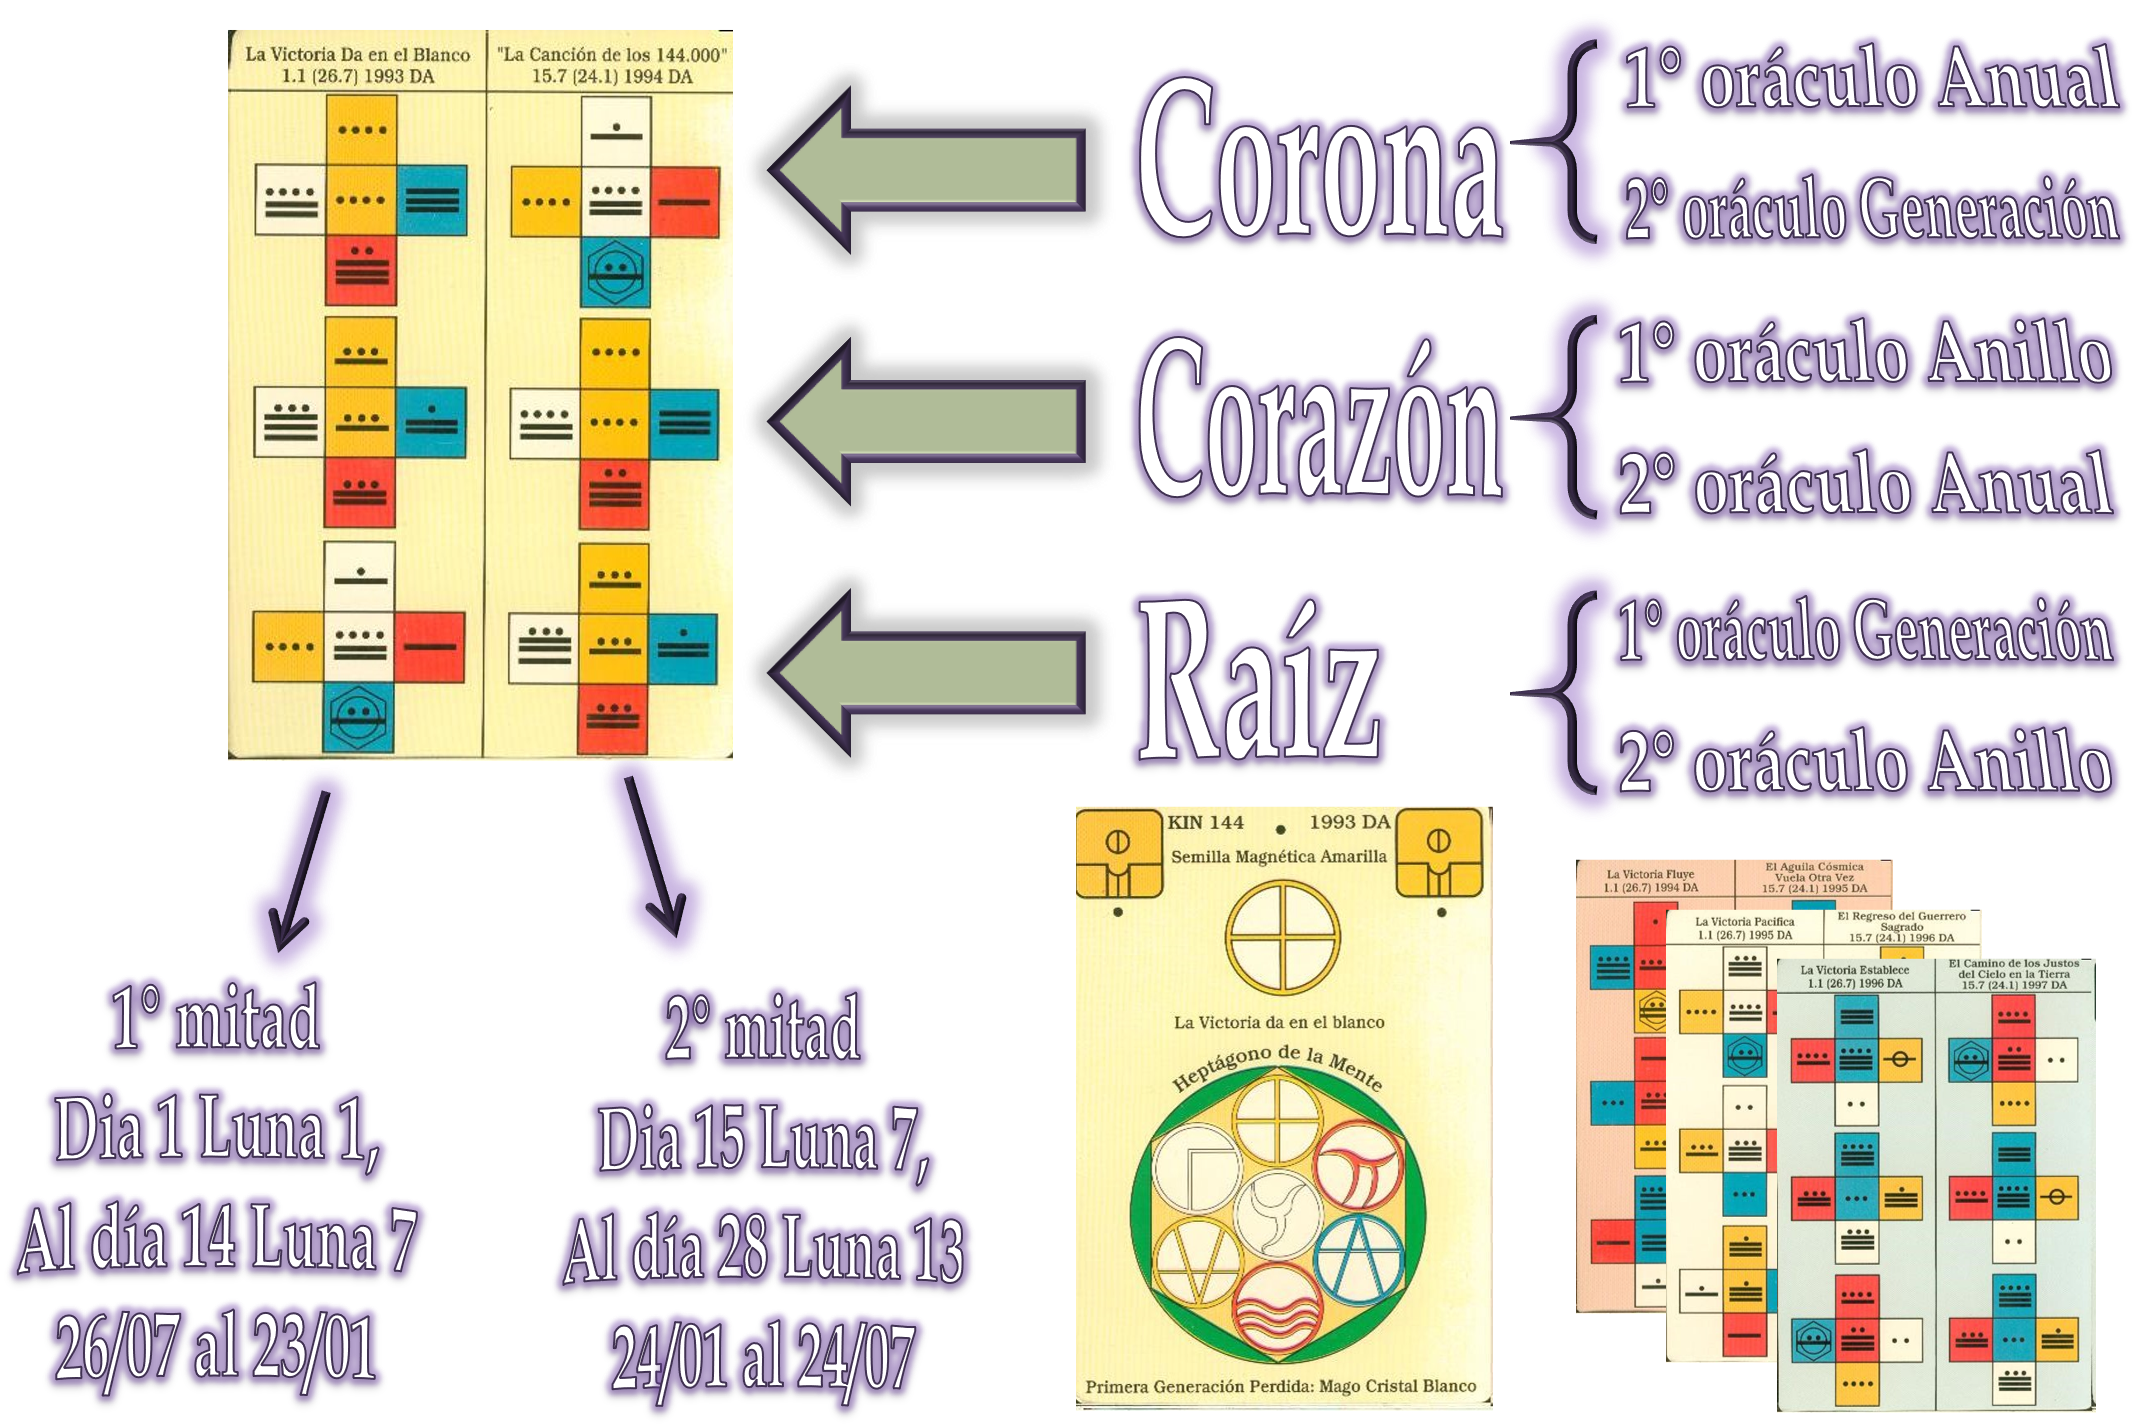 La Victoria Da en el Blanco
1.1 (26.7) 1993 DA
"La Canción de los 144.000"
15.7 (24.1) 1994 DA
Corona
1° oráculo Anual
2° oráculo Generación
Corazón
1° oráculo Anillo
2° oráculo Anual
Raíz
1° oráculo Generación
2° oráculo Anillo
1° mitad
Dia 1 Luna 1,
Al día 14 Luna 7
26/07 al 23/01
2° mitad
Dia 15 Luna 7,
Al día 28 Luna 13
24/01 al 24/07
KIN 144
1993 DA
Semilla Magnética Amarilla
La Victoria da en el blanco
Heptágono de la Mente
Primera Generación Perdida: Mago Cristal Blanco
La Victoria Fluye
1.1 (26.7) 1994 DA
El Aguila Cósmica
Vuela Otra Vez
15.7 (24.1) 1995 DA
La Victoria Pacifica
1.1 (26.7) 1995 DA
El Regreso del Guerrero
Sagrado
15.7 (24.1) 1996 DA
La Victoria Establece
1.1 (26.7) 1996 DA
El Camino de los Justos
del Cielo en la Tierra
15.7 (24.1) 1997 DA